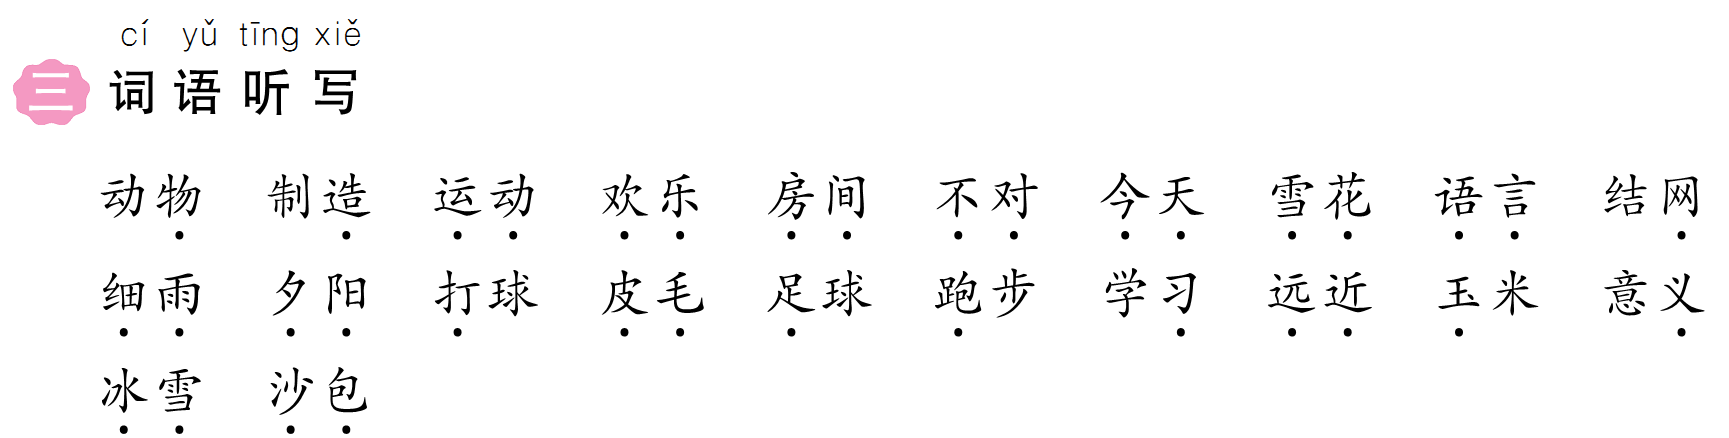 cí yǔ tīng xiě
三 词语听写
动物 制造 运动 欢乐 房间 不对 今天 雪花 语言 结网
细雨 夕阳 打球 皮毛 足球 跑步 学习 远近 玉米 意义
冰雪 沙包